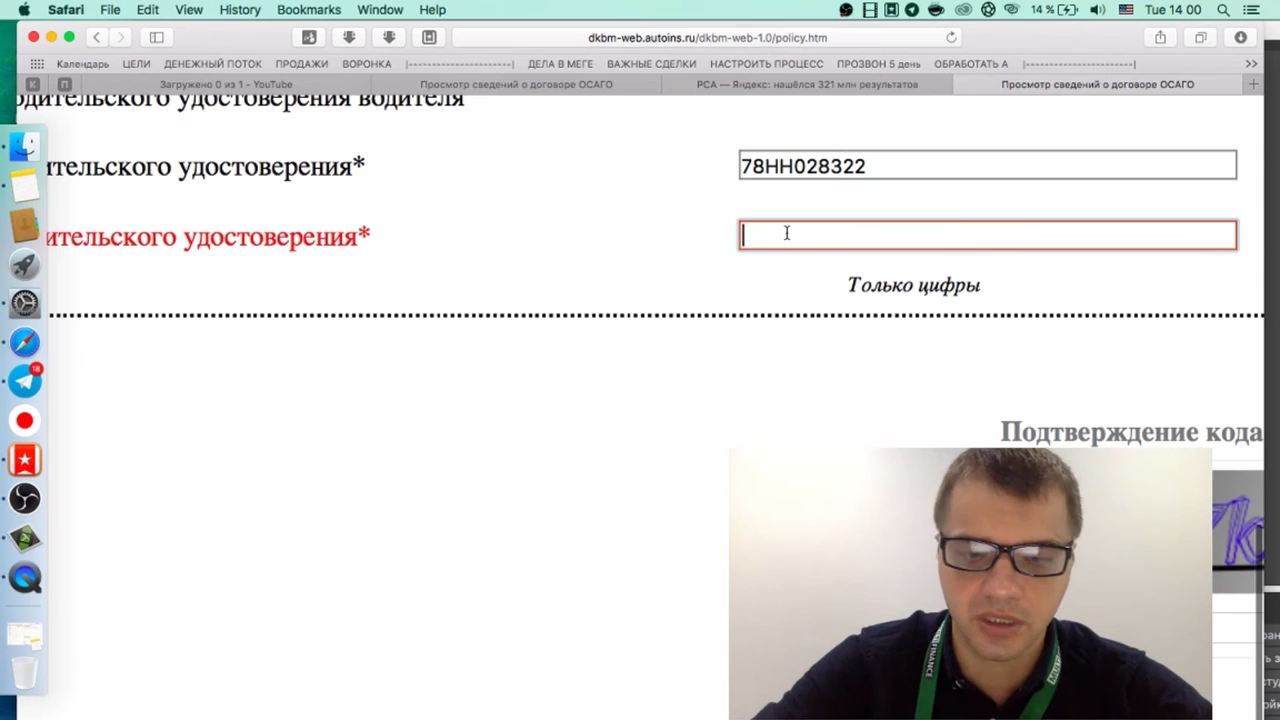 Safari File Edit View History Bookmarks Window Help 14 % Tue 14 00
dkbm-web.autoins.ru/dkbm-web-1.0/policy.htm
Календарь ЦЕЛИ ДЕНЕЖНЫЙ ПОТОК ПРОДАЖИ ВОРОНКА |----------------------| ДЕЛА В МЕГЕ ВАЖНЫЕ СДЕЛКИ НАСТРОИТЬ ПРОЦЕСС ПРОЗВОН 5 день ОБРАБОТАТЬ А |----------------------| >>
К П Загружено 0 из 1 - YouTube Просмотр сведений о договоре ОСАГО РСА — Яндекс: нашёлся 321 млн результатов Просмотр сведений о договоре ОСАГО +
одительского удостоверения водителя
ительского удостоверения* 78НН028322
ительского удостоверения*
Только цифры
Подтверждение кода
18